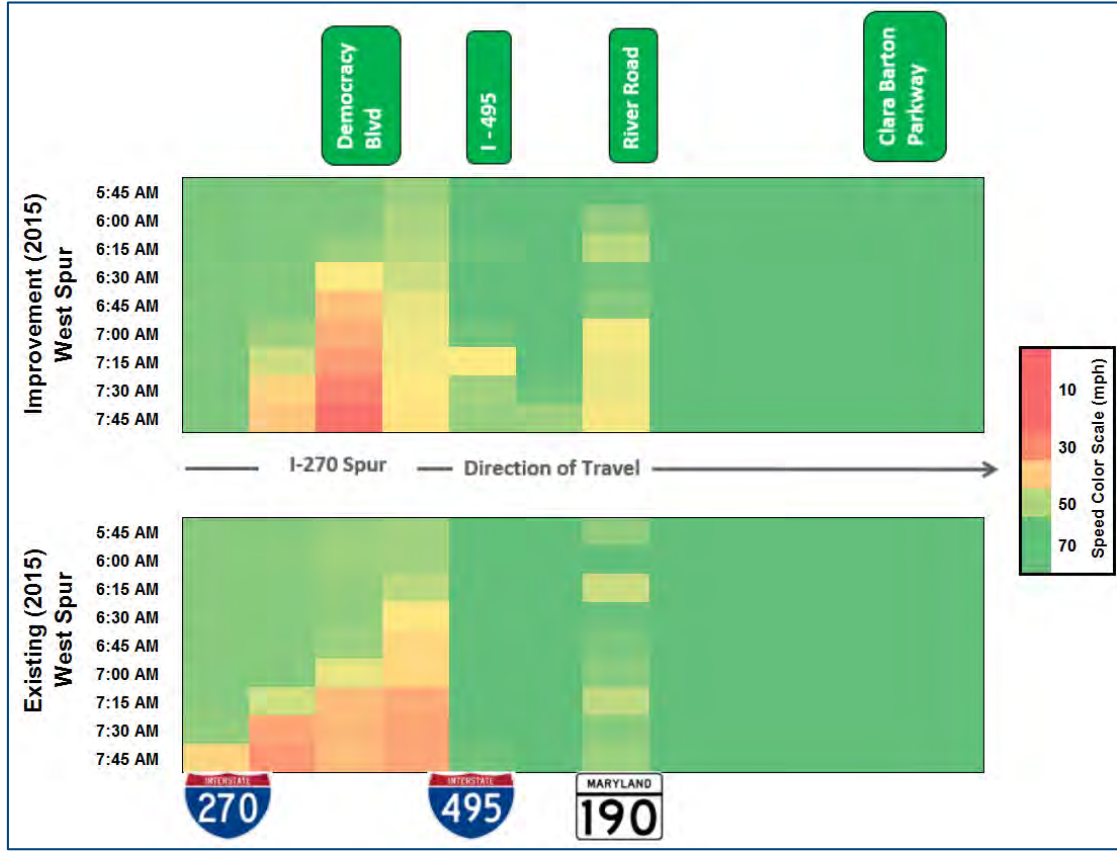 Democracy
Blvd
I - 495
River Road
Clara Barton
Parkway
Improvement (2015)
West Spur
5:45 AM
6:00 AM
6:15 AM
6:30 AM
6:45 AM
7:00 AM
7:15 AM
7:30 AM
7:45 AM
I-270 Spur
Direction of Travel
10
30
50
70
Speed Color Scale (mph)
Existing (2015)
West Spur
5:45 AM
6:00 AM
6:15 AM
6:30 AM
6:45 AM
7:00 AM
7:15 AM
7:30 AM
7:45 AM
INTERSTATE
270
INTERSTATE
495
MARYLAND
190